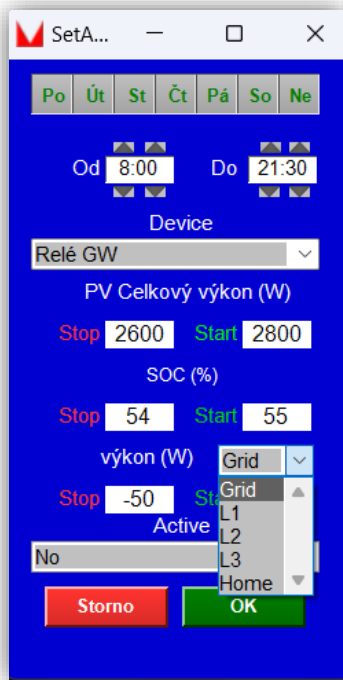 SetA...
Po Út St Čt Pá So Ne
Od 8:00 Do 21:30
Device
Relé GW
PV Celkový výkon (W)
Stop 2600 Start 2800
SOC (%)
Stop 54 Start 55
výkon (W) Grid
Grid
Stop -50
L1
L2
Active
L3
No
Home
Storno OK